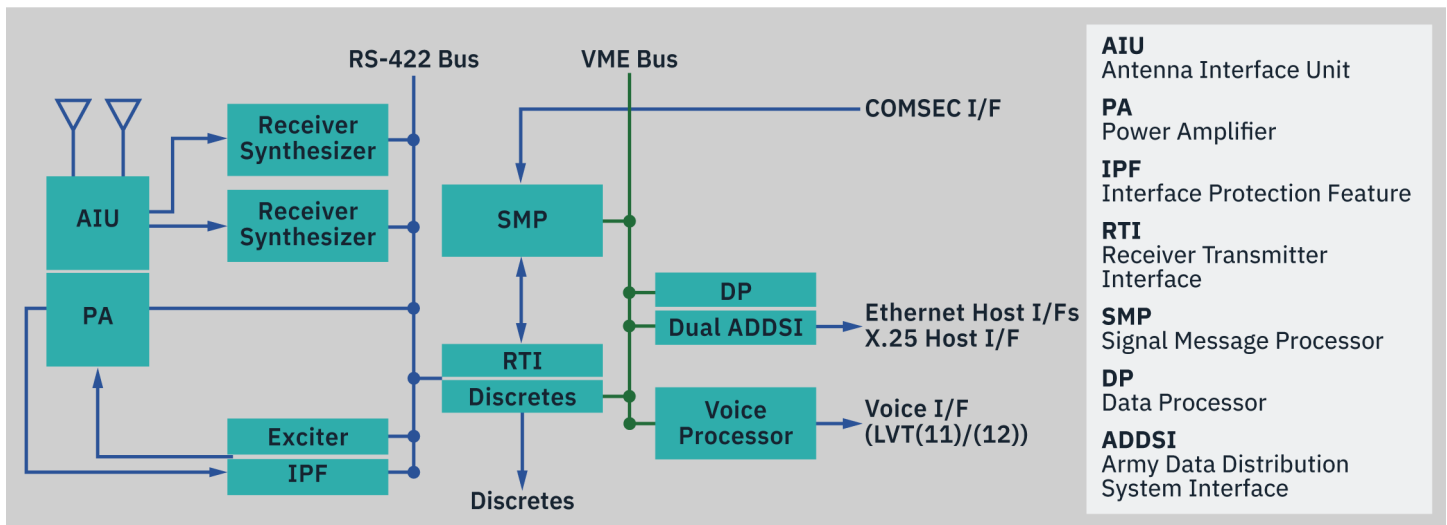 RS-422 Bus
VME Bus
COMSEC I/F
Receiver
Synthesizer
Receiver
Synthesizer
AIU
SMP
PA
DP
Dual ADDSI
Ethernet Host I/Fs
X.25 Host I/F
RTI
Discretes
Voice
Processor
Voice I/F
(LVT(11)/(12))
Exciter
IPF
Discretes
AIU
Antenna Interface Unit
PA
Power Amplifier
IPF
Interface Protection Feature
RTI
Receiver Transmitter
Interface
SMP
Signal Message Processor
DP
Data Processor
ADDSI
Army Data Distribution
System Interface